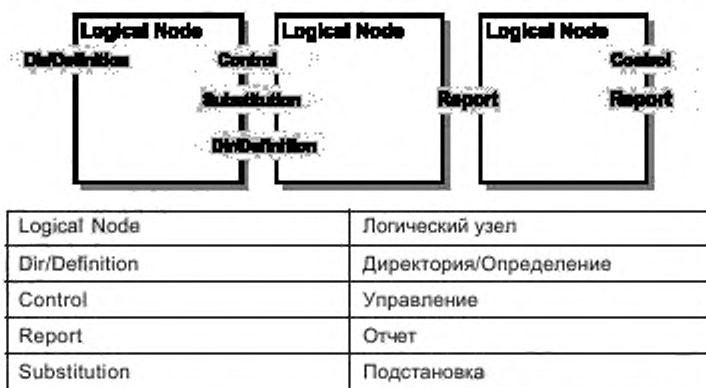 Logical Node Logical Node Logical Node
Dir/Definition Control Control
Substitution Report Report
Dir/Definition
Logical Node Логический узел
Dir/Definition Директория/Определение
Control Управление
Report Отчет
Substitution Подстановка